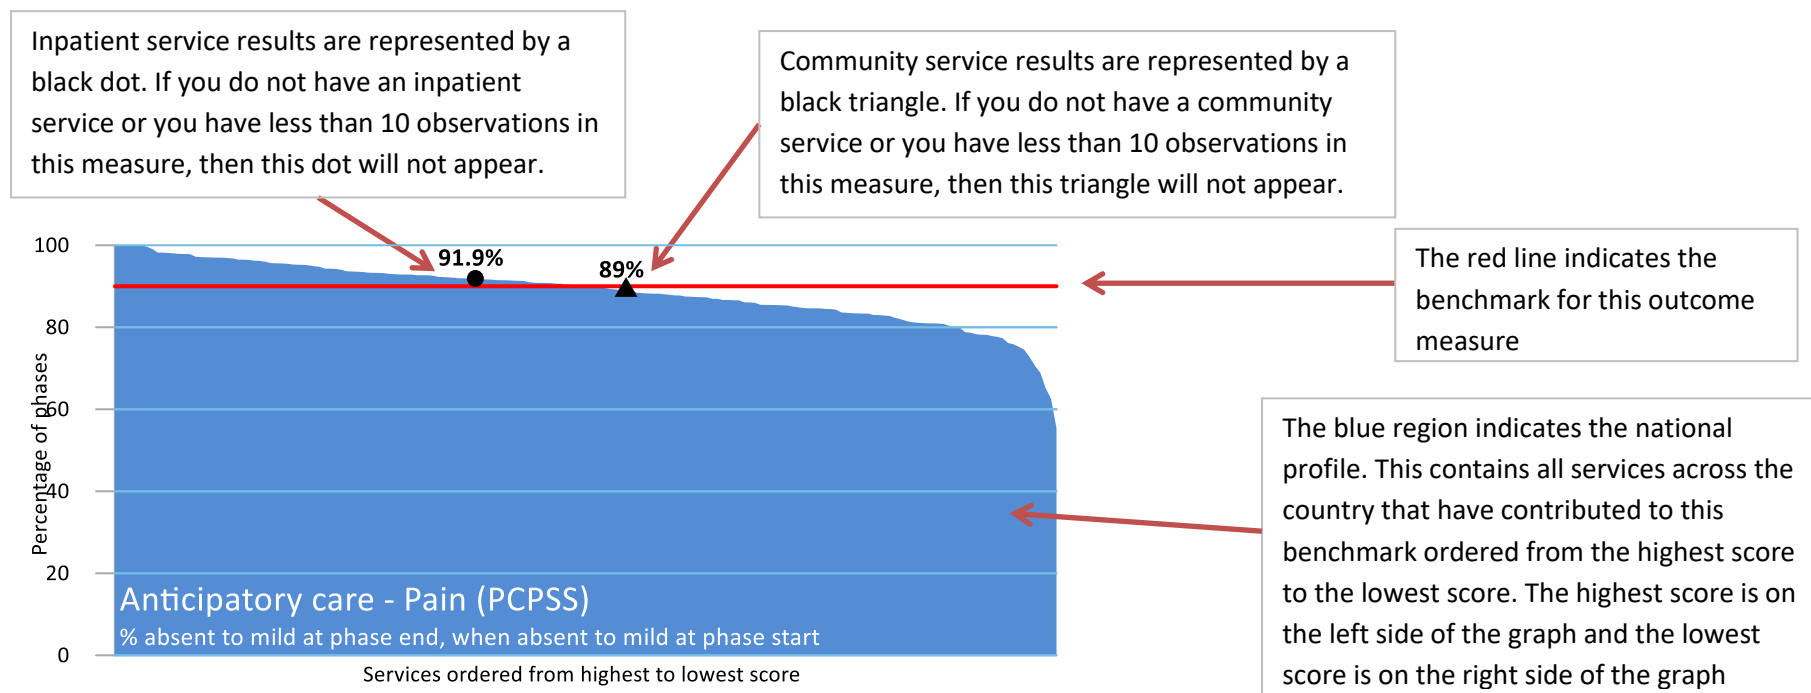 Inpatient service results are represented by a
black dot. If you do not have an inpatient
service or you have less than 10 observations in
this measure, then this dot will not appear.
Community service results are represented by a
black triangle. If you do not have a community
service or you have less than 10 observations in
this measure, then this triangle will not appear.
The red line indicates the
benchmark for this outcome
measure
The blue region indicates the national
profile. This contains all services across the
country that have contributed to this
benchmark ordered from the highest score
to the lowest score. The highest score is on
the left side of the graph and the lowest
score is on the right side of the graph
Percentage of phases
100
80
60
40
20
0
91.9%
89%
Anticipatory care - Pain (PCPSS)
% absent to mild at phase end, when absent to mild at phase start
Services ordered from highest to lowest score